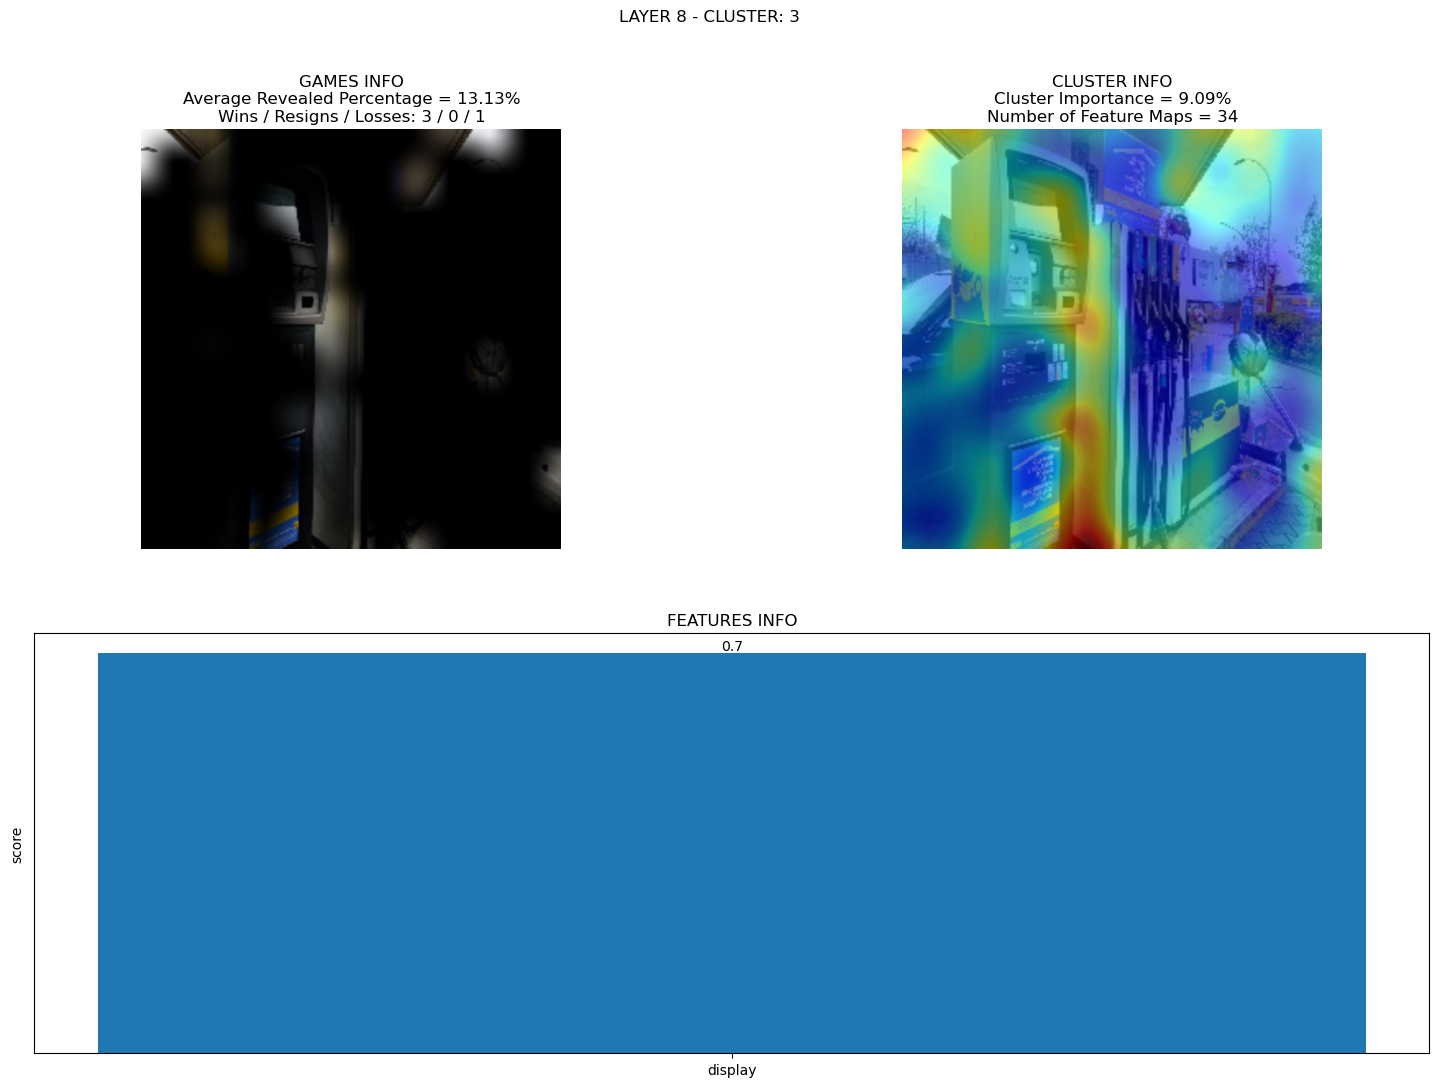 LAYER 8 - CLUSTER: 3
GAMES INFO
Average Revealed Percentage = 13.13%
Wins / Resigns / Losses: 3 / 0 / 1
CLUSTER INFO
Cluster Importance = 9.09%
Number of Feature Maps = 34
FEATURES INFO
0.7
score
display